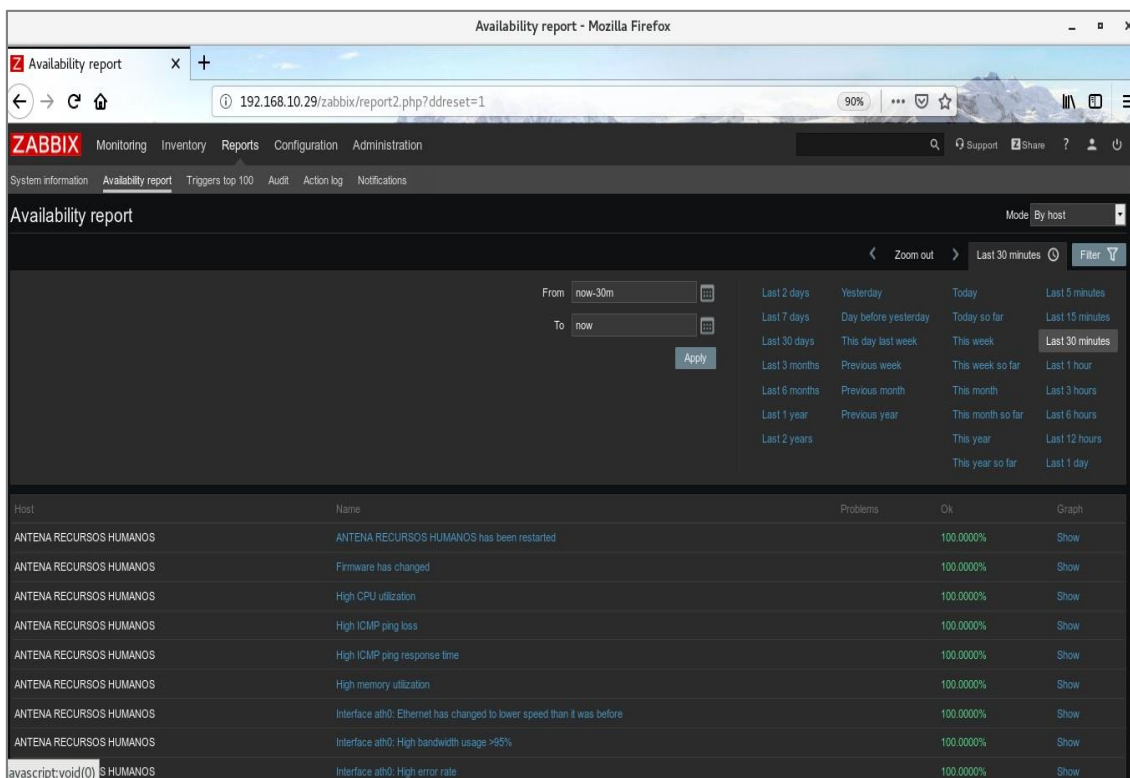 Availability report - Mozilla Firefox
Z Availability report × +
192.168.10.29/zabbix/report2.php?ddreset=1 90%
ZABBIX Monitoring Inventory Reports Configuration Administration Support Z Share ?
System information Availability report Triggers top 100 Audit Action log Notifications
Availability report Mode By host
Zoom out Last 30 minutes Filter
From now-30m
To now
Apply
Last 2 days Yesterday Today Last 5 minutes
Last 7 days Day before yesterday Today so far Last 15 minutes
Last 30 days This day last week This week Last 30 minutes
Last 3 months Previous week This week so far Last 1 hour
Last 6 months Previous month This month Last 3 hours
Last 1 year Previous year This month so far Last 6 hours
Last 2 years This year Last 12 hours
This year so far Last 1 day
Host Name Problems Ok Graph
ANTENA RECURSOS HUMANOS ANTENA RECURSOS HUMANOS has been restarted 100.0000% Show
ANTENA RECURSOS HUMANOS Firmware has changed 100.0000% Show
ANTENA RECURSOS HUMANOS High CPU utilization 100.0000% Show
ANTENA RECURSOS HUMANOS High ICMP ping loss 100.0000% Show
ANTENA RECURSOS HUMANOS High ICMP ping response time 100.0000% Show
ANTENA RECURSOS HUMANOS High memory utilization 100.0000% Show
ANTENA RECURSOS HUMANOS Interface ath0: Ethernet has changed to lower speed than it was before 100.0000% Show
ANTENA RECURSOS HUMANOS Interface ath0: High bandwidth usage >95% 100.0000% Show
avascript:void(0) S HUMANOS Interface ath0: High error rate 100.0000% Show